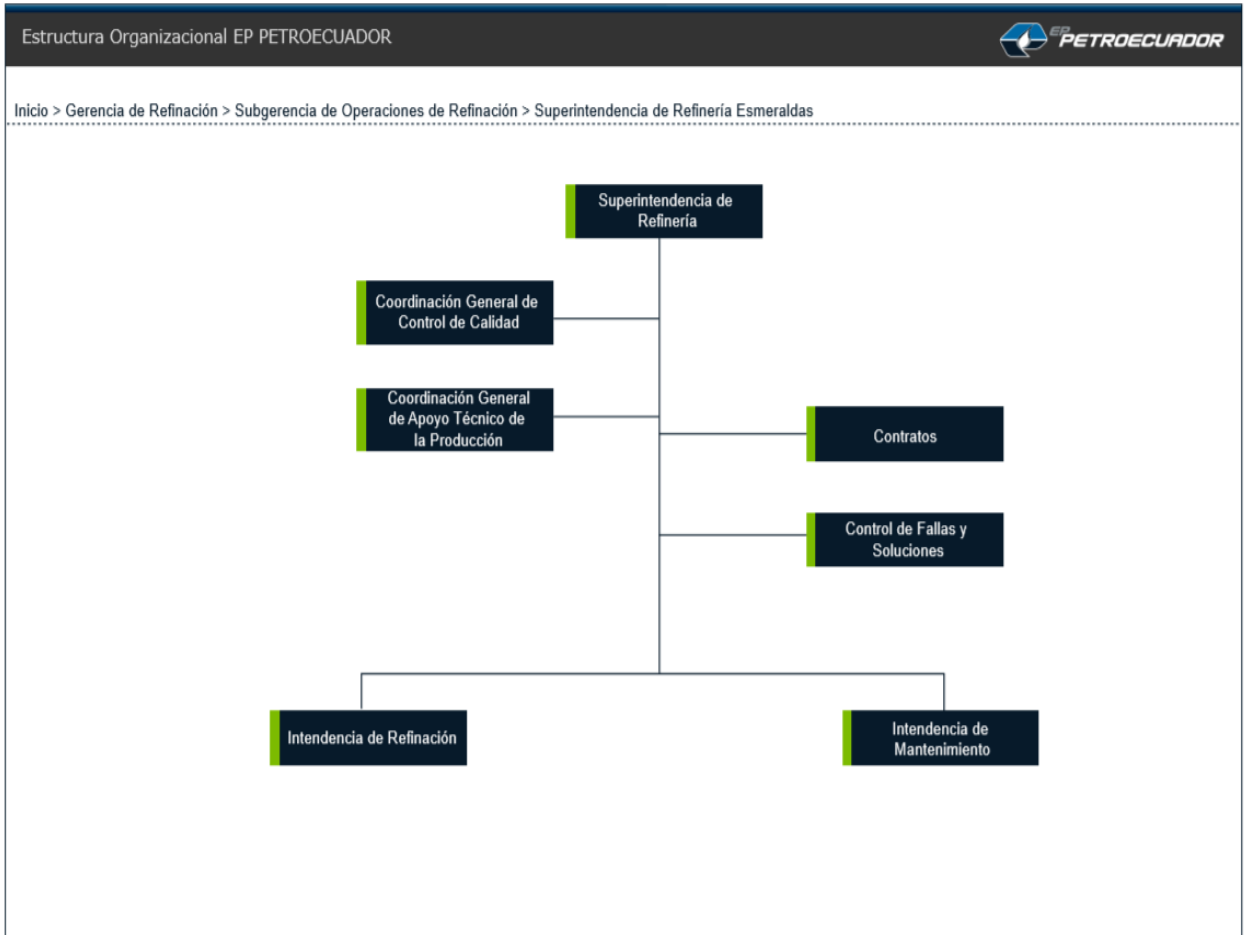 Estructura Organizacional EP PETROECUADOR
EP PETROECUADOR
Inicio > Gerencia de Refinación > Subgerencia de Operaciones de Refinación > Superintendencia de Refinería Esmeraldas
Superintendencia de
Refinería
Coordinación General de
Control de Calidad
Coordinación General
de Apoyo Técnico de
la Producción
Contratos
Control de Fallas y
Soluciones
Intendencia de Refinación
Intendencia de
Mantenimiento